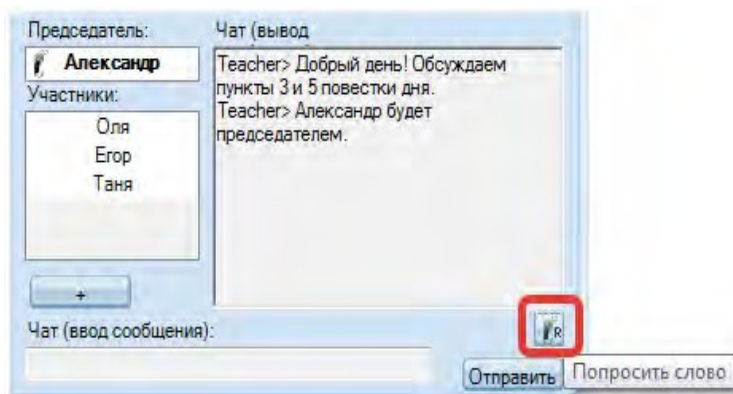 Председатель:
Александр
Участники:
Оля
Егор
Таня
+
Чат (вывод
Teacher> Добрый день! Обсуждаем
пункты 3 и 5 повестки дня.
Teacher> Александр будет
председателем.
R
Чат (ввод сообщения):
Отправить
Попросить слово